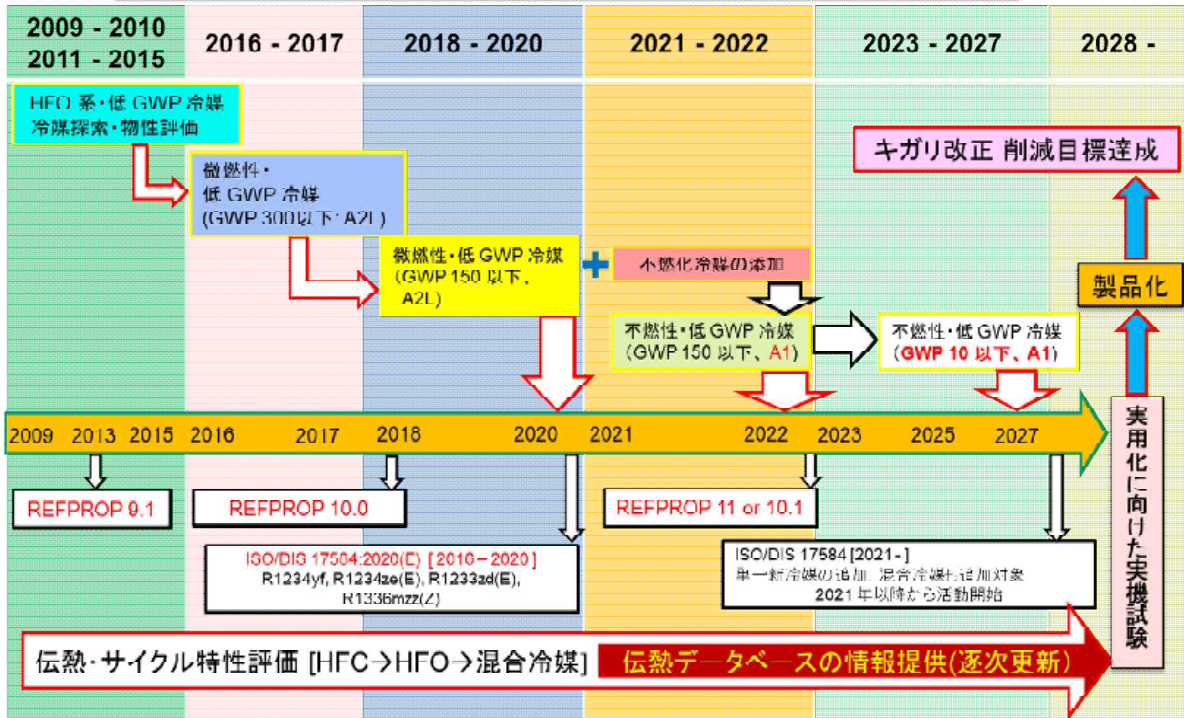 2009 - 2010
2011 - 2015
2016 - 2017
2018 - 2020
2021 - 2022
2023 - 2027
2028 -
HFO 系・低 GWP 冷媒
冷媒探索・物性評価
キガリ改正 削減目標達成
微燃性・
低 GWP 冷媒
(GWP 300以下: A2L)
微燃性・低 GWP 冷媒
(GWP 150 以下、
A2L)
+
不燃化冷媒の添加
製品化
不燃性・低 GWP 冷媒
(GWP 150 以下、A1)
不燃性・低 GWP 冷媒
(GWP 10 以下、A1)
2009 2013 2015 2016 2017 2018 2020 2021 2022 2023 2025 2027
実用化に向けた実機試験
REFPROP 9.1
REFPROP 10.0
REFPROP 11 or 10.1
ISO/DIS 17584:2020(E) [2016-2020]
R1234yf, R1234ze(E), R1233zd(E),
R1336mzz(Z)
ISO/DIS 17584 [2021-]
単一新冷媒の追加、混合冷媒も追加対象
2021年以降から活動開始
伝熱・サイクル特性評価 [HFC→HFO→混合冷媒]
伝熱データベースの情報提供(逐次更新)